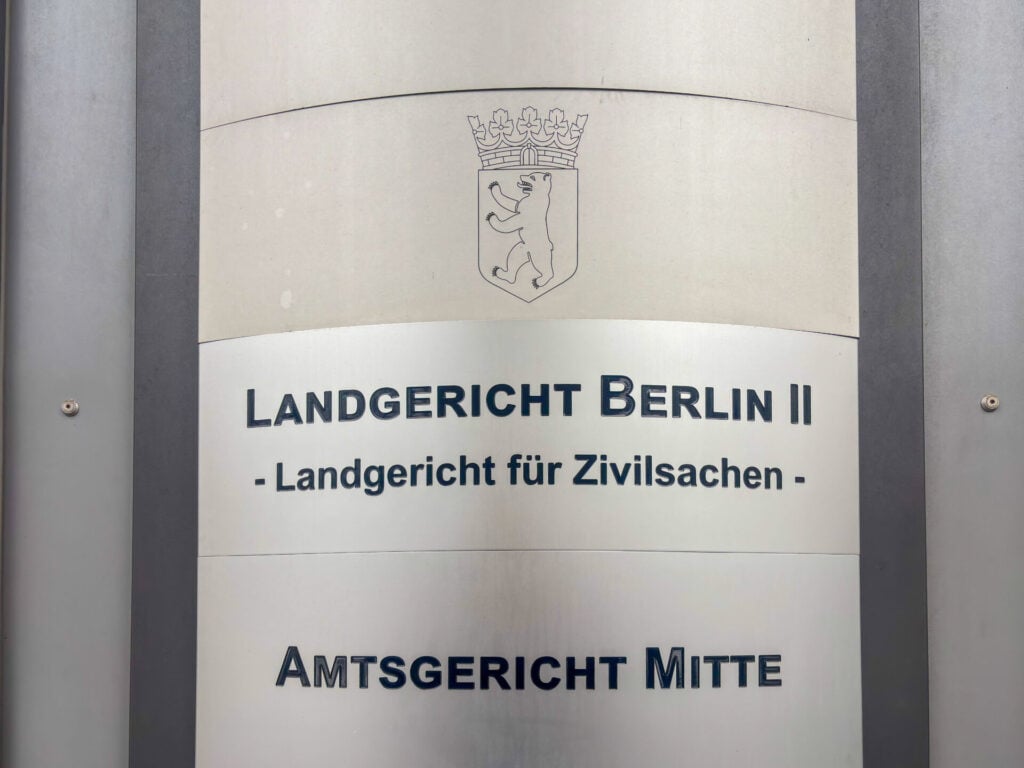 LANDGERICHT BERLIN II
- Landgericht für Zivilsachen -
AMTSGERICHT MITTE